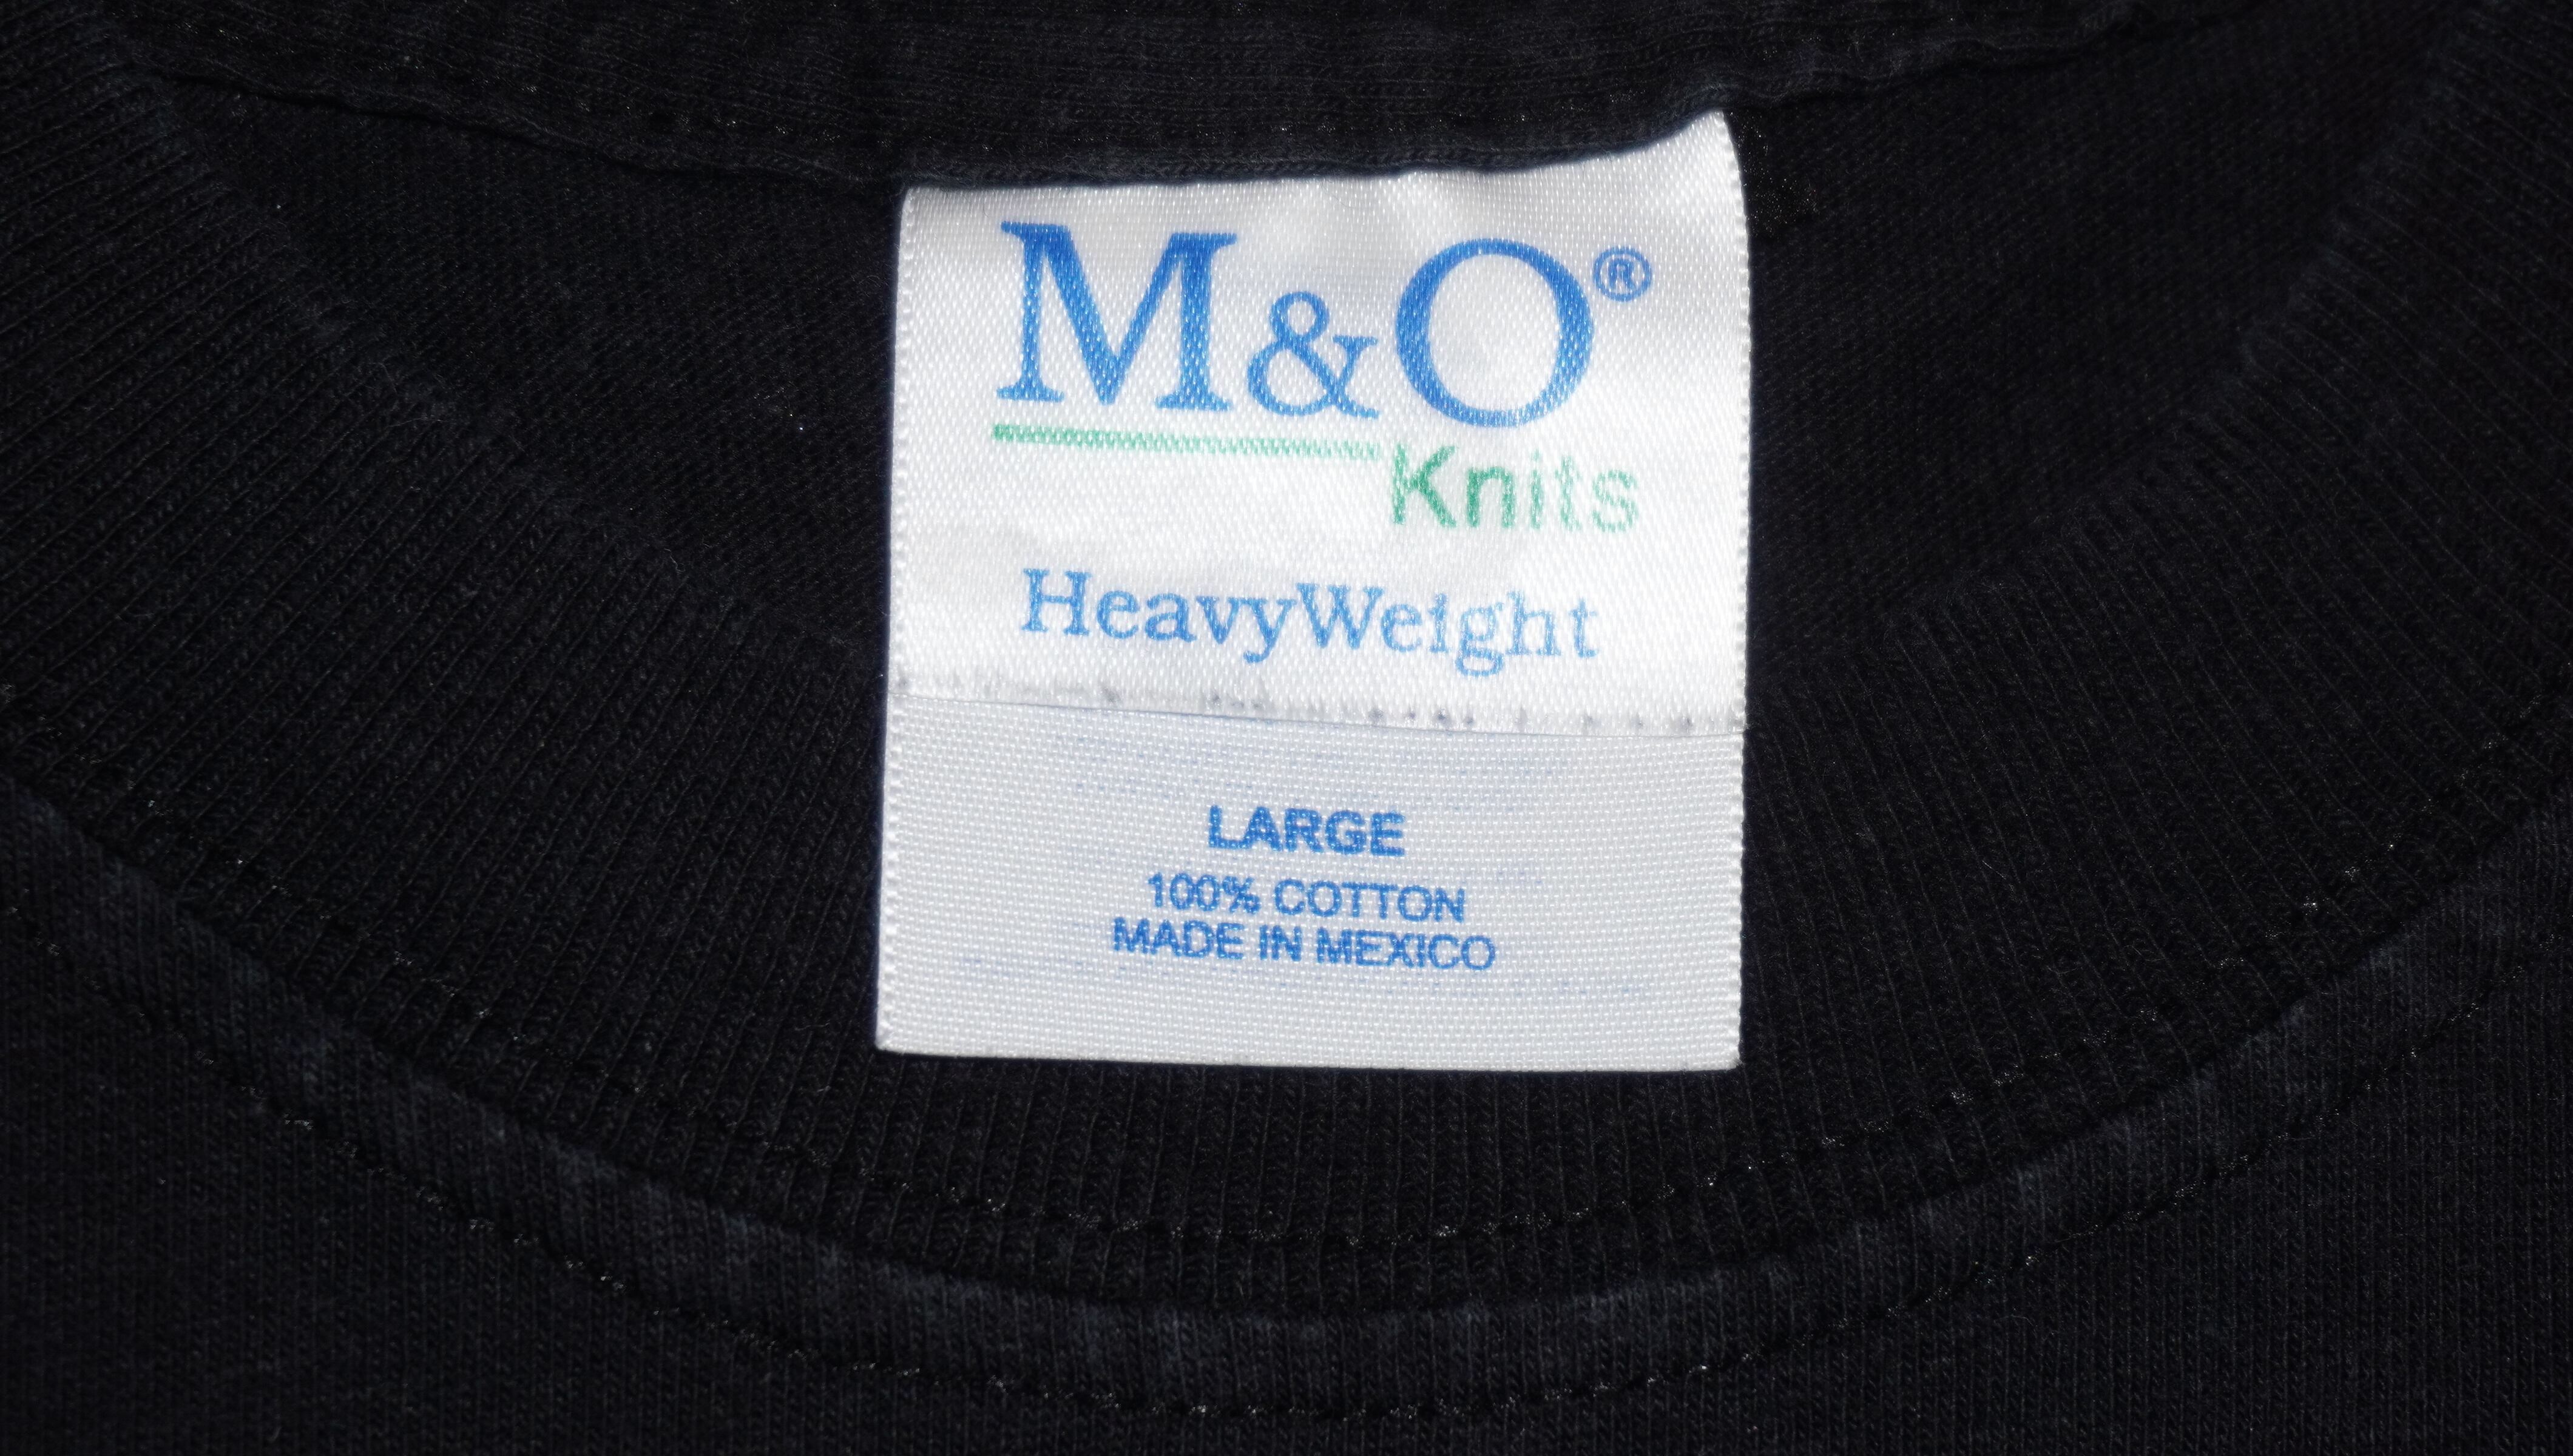 M&O®
Knits
HeavyWeight
LARGE
100% COTTON
MADE IN MEXICO